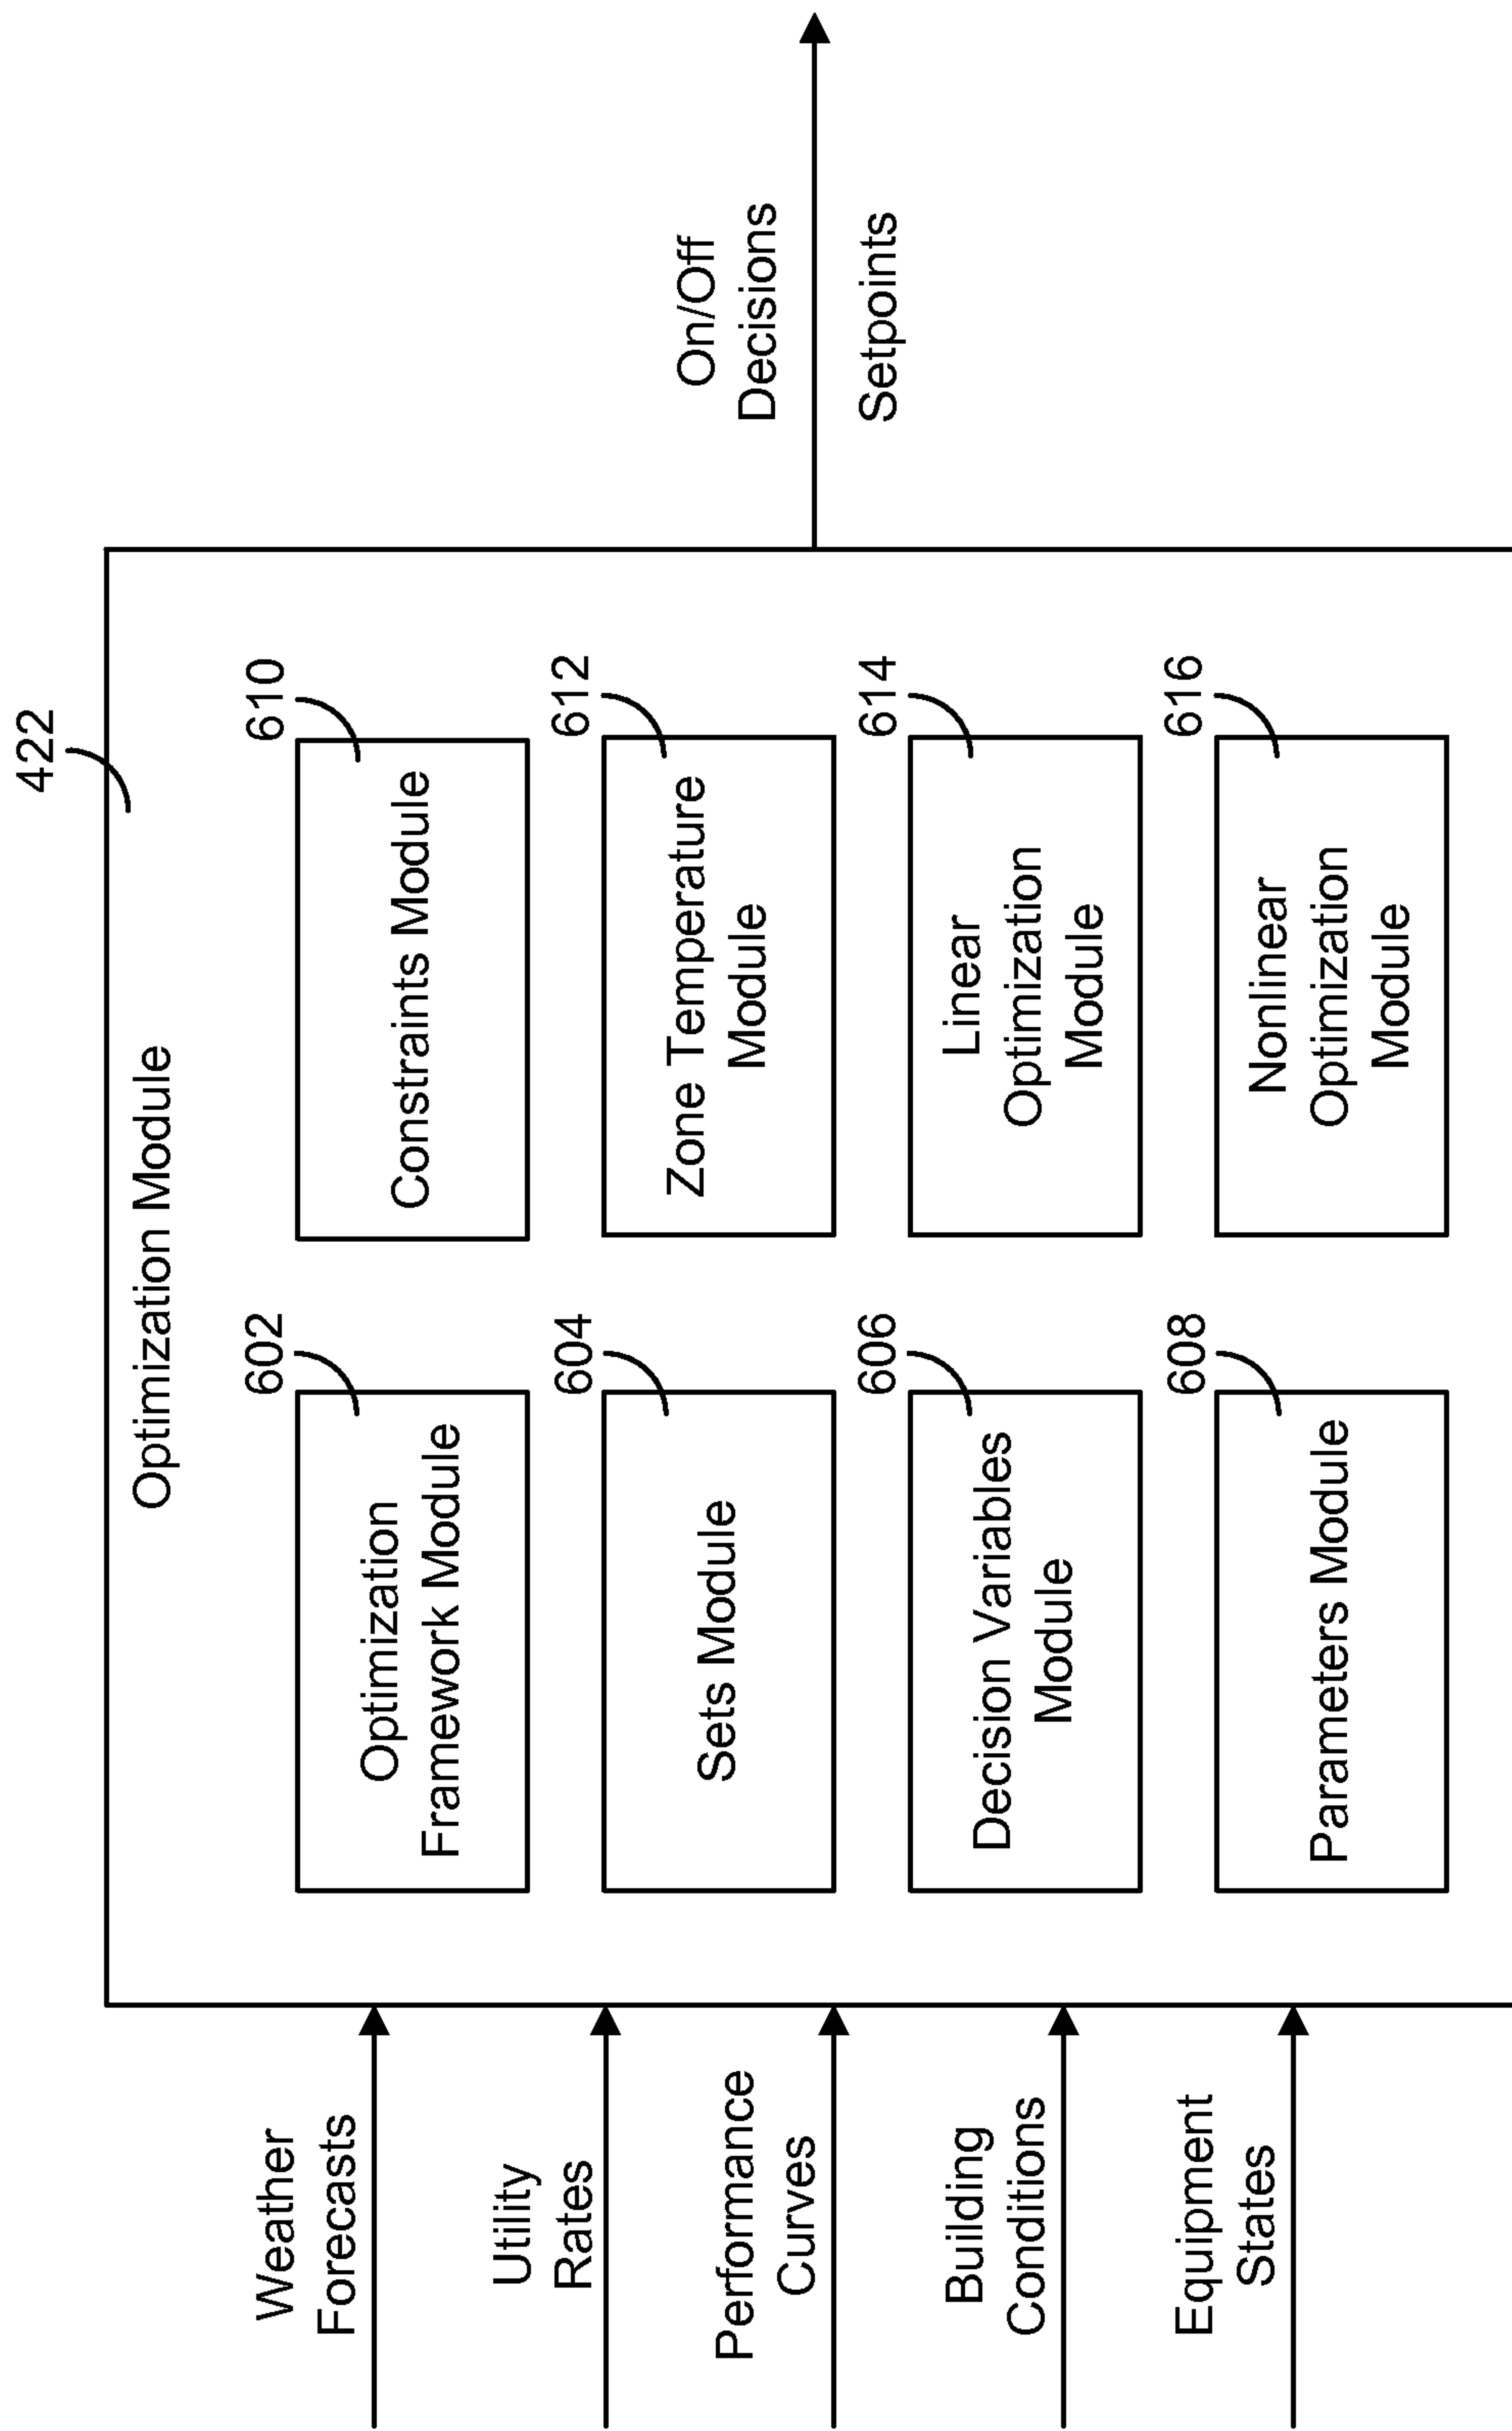 422
Optimization Module
Weather
Forecasts
Utility
Rates
Performance
Curves
Building
Conditions
Equipment
States
602
Optimization
Framework Module
604
Sets Module
606
Decision Variables
Module
608
Parameters Module
610
Constraints Module
612
Zone Temperature
Module
614
Linear
Optimization
Module
616
Nonlinear
Optimization
Module
On/Off
Decisions
Setpoints